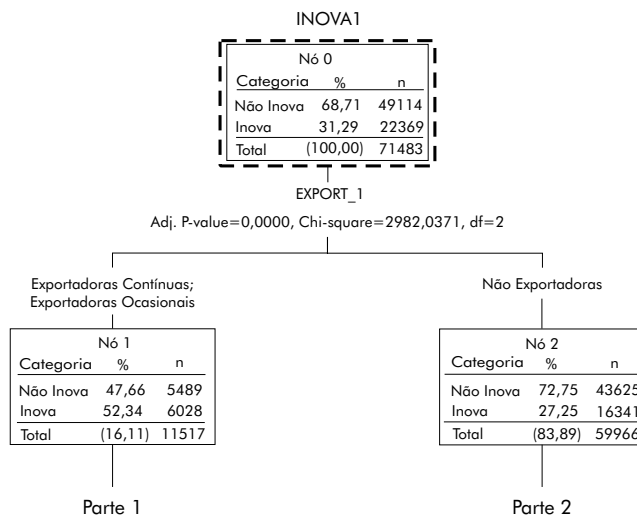 INOVA1
Nó 0
Categoria % n
Não Inova 68,71 49114
Inova 31,29 22369
Total (100,00) 71483
EXPORT_1
Adj. P-value=0,0000, Chi-square=2982,0371, df=2
Exportadoras Contínuas;
Exportadoras Ocasionais
Nó 1
Categoria % n
Não Inova 47,66 5489
Inova 52,34 6028
Total (16,11) 11517
Parte 1
Não Exportadoras
Nó 2
Categoria % n
Não Inova 72,75 43625
Inova 27,25 16341
Total (83,89) 59966
Parte 2